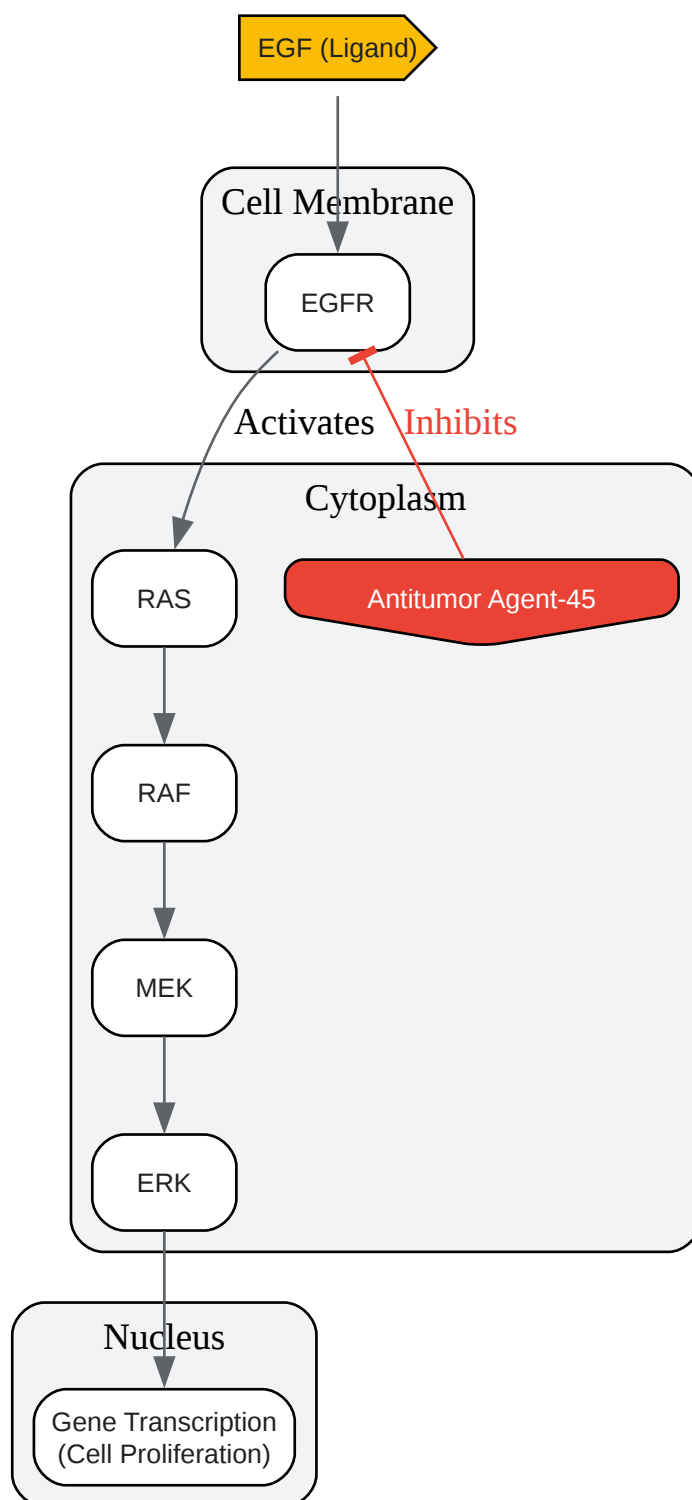 EGF (Ligand)
Cell Membrane
EGFR
Activates
Inhibits
Cytoplasm
RAS
Antitumor Agent-45
RAF
MEK
ERK
Nucleus
Gene Transcription
(Cell Proliferation)